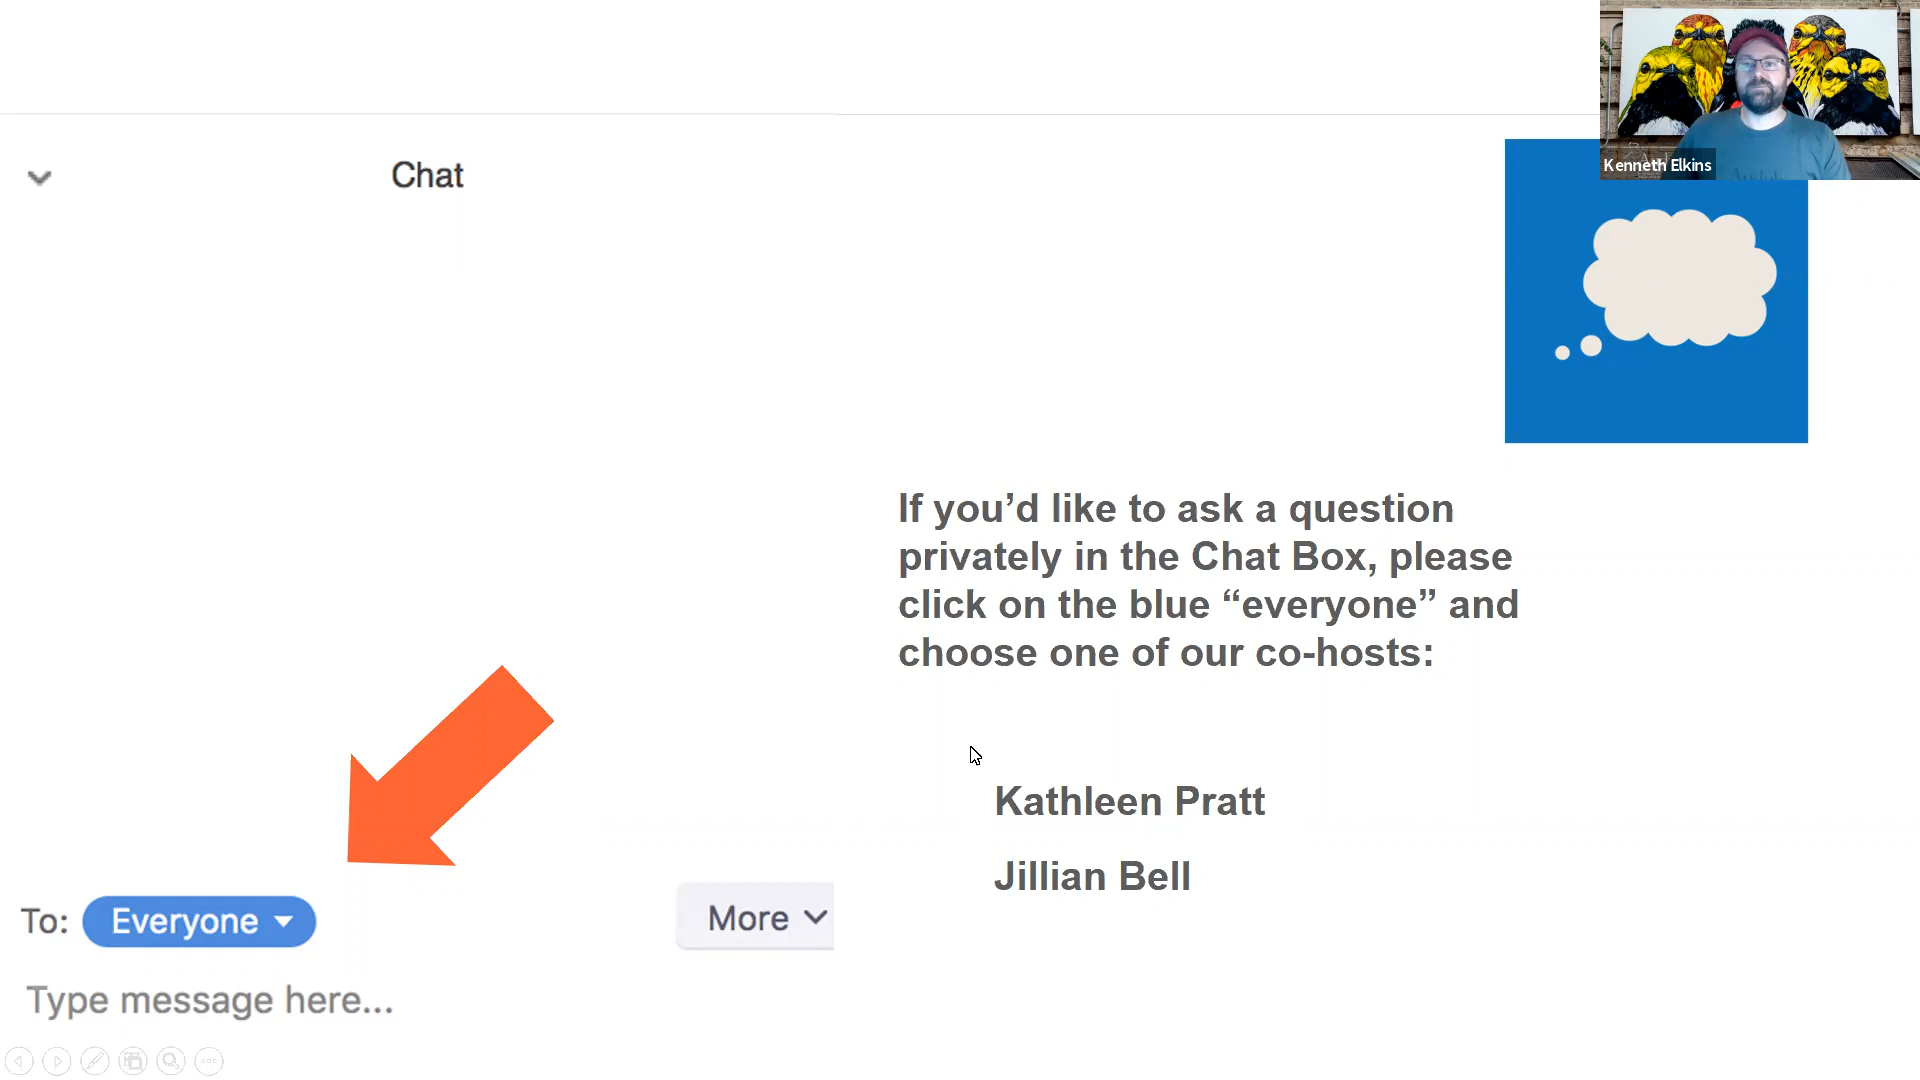 Kenneth Elkins
Chat
If you’d like to ask a question
privately in the Chat Box, please
click on the blue “everyone” and
choose one of our co-hosts:
Kathleen Pratt
Jillian Bell
To: Everyone
More
Type message here...